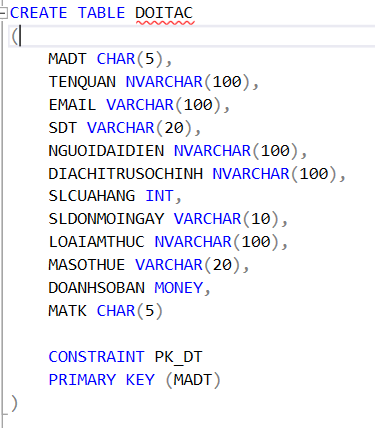 CREATE TABLE DOITAC
(
MADT CHAR(5),
TENQUAN NVARCHAR(100),
EMAIL VARCHAR(100),
SDT VARCHAR(20),
NGUOIDAIDIEN NVARCHAR(100),
DIACHITRUSOCHINH NVARCHAR(100),
SLCUAHANG INT,
SLDONMOINGAY VARCHAR(10),
LOAIAMTHUC NVARCHAR(100),
MASOTHUE VARCHAR(20),
DOANHSOBAN MONEY,
MATK CHAR(5)
CONSTRAINT PK_DT
PRIMARY KEY (MADT)
)